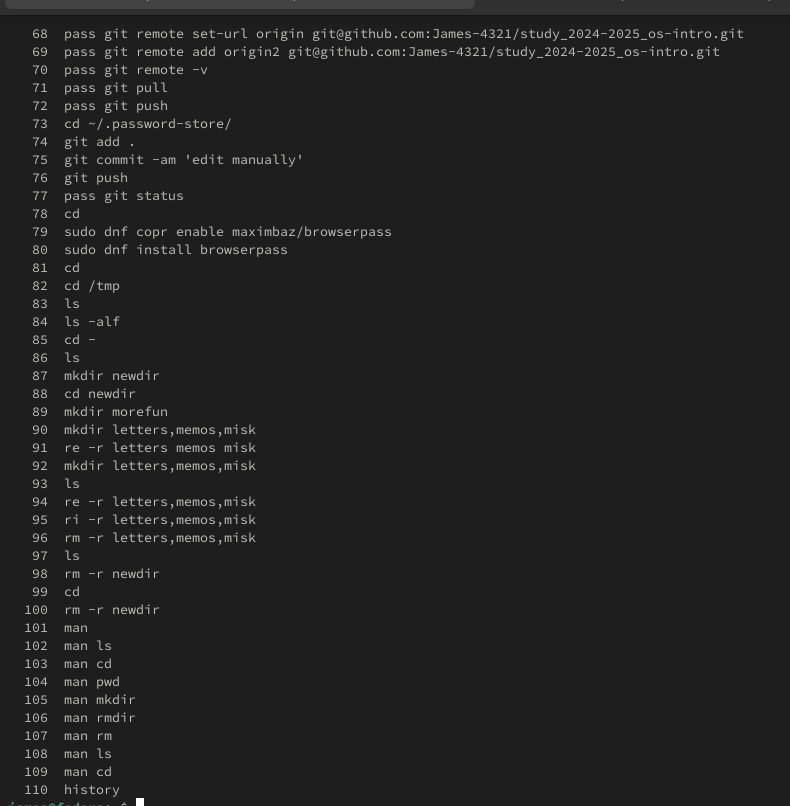 68 pass git remote set-url origin git@github.com:James-4321/study_2024-2025_os-intro.git
69 pass git remote add origin2 git@github.com:James-4321/study_2024-2025_os-intro.git
70 pass git remote -v
71 pass git pull
72 pass git push
73 cd ~/.password-store/
74 git add .
75 git commit -am 'edit manually'
76 git push
77 pass git status
78 cd
79 sudo dnf copr enable maximbaz/browserpass
80 sudo dnf install browserpass
81 cd
82 cd /tmp
83 ls
84 ls -alf
85 cd -
86 ls
87 mkdir newdir
88 cd newdir
89 mkdir morefun
90 mkdir letters,memos,misk
91 re -r letters memos misk
92 mkdir letters,memos,misk
93 ls
94 re -r letters,memos,misk
95 ri -r letters,memos,misk
96 rm -r letters,memos,misk
97 ls
98 rm -r newdir
99 cd
100 rm -r newdir
101 man
102 man ls
103 man cd
104 man pwd
105 man mkdir
106 man rmdir
107 man rm
108 man ls
109 man cd
110 history